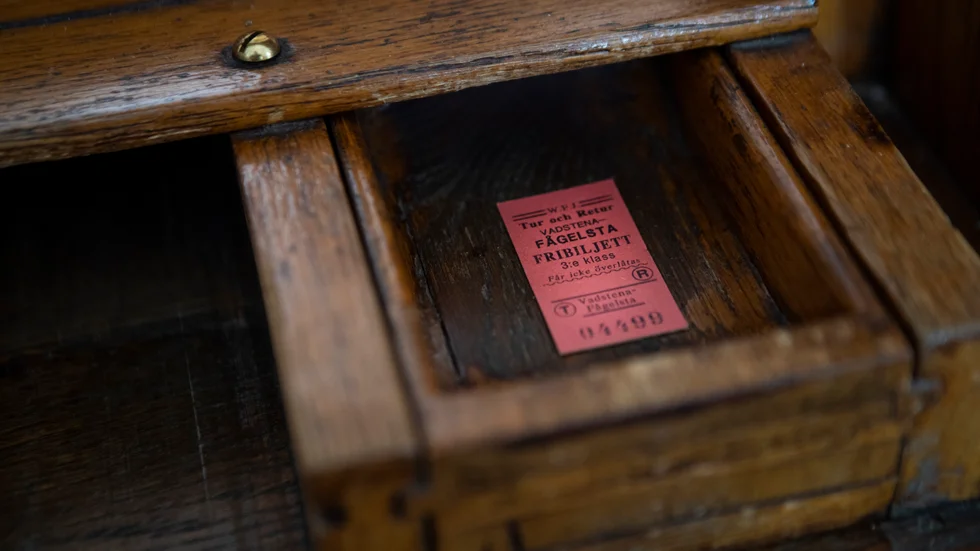 W F J
Tur och Retur
VADSTENA-
FÅGELSTA
FRIBILJETT
3:e klass
Får icke överlåtas
R
T Vadstena-
Fågelsta
04499